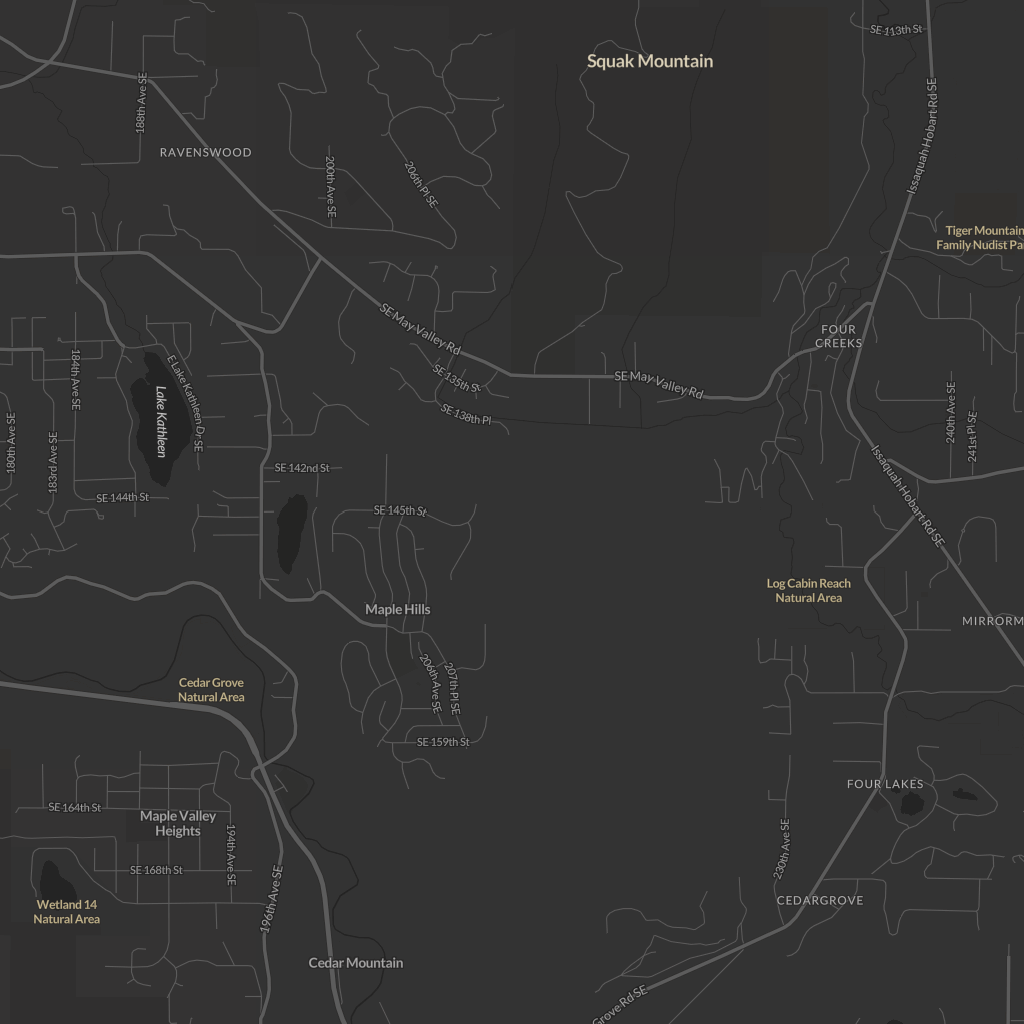 SE 113th St
Squak Mountain
188th Ave SE
Issaquah Hobart Rd SE
RAVENSWOOD
200th Ave SE
206th Pl SE
Tiger Mountain
Family Nudist Pa
SE May Valley Rd
FOUR
CREEKS
SE 135th St
SE May Valley Rd
184th Ave SE
E Lake Kathleen Dr SE
Lake Kathleen
SE 138th Pl
240th Ave SE
241st Pl SE
180th Ave SE
183rd Ave SE
SE 142nd St
Issaquah Hobart Rd SE
SE 144th St
SE 145th St
Log Cabin Reach
Natural Area
Maple Hills
MIRRORM
Cedar Grove
Natural Area
206th Ave SE
207th Pl SE
SE 159th St
FOUR LAKES
SE 164th St
Maple Valley
Heights
194th Ave SE
230th Ave SE
SE 168th St
196th Ave SE
CEDARGROVE
Wetland 14
Natural Area
Cedar Mountain
Grove Rd SE